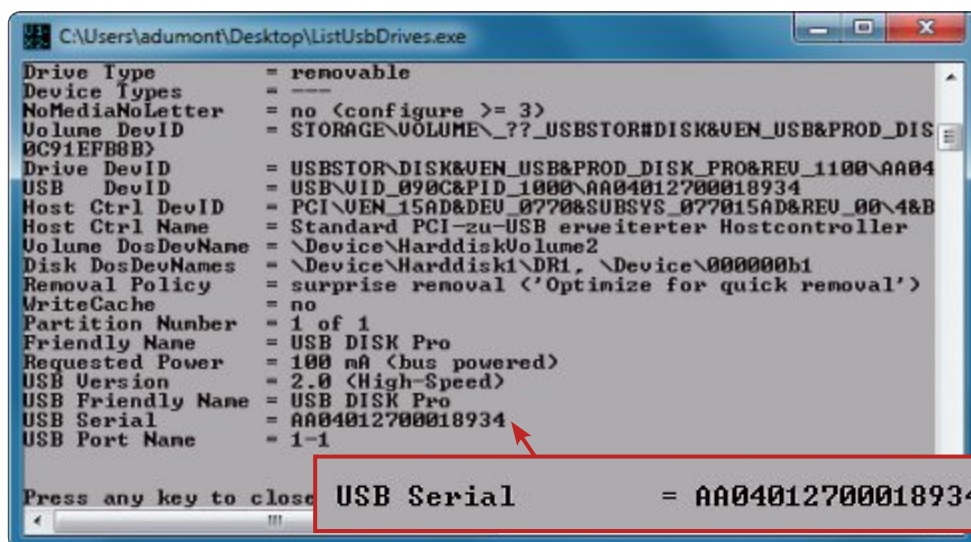 C:\Users\adumont\Desktop\ListUsbDrives.exe
Drive Type = removable
Device Types = ---
NoMediaNoLetter = no (configure >= 3)
Volume DevID = STORAGE\VOLUME\_??_USBSTOR#DISK&VEN_USB&PROD_DIS
0C91EFB8B}
Drive DevID = USBSTOR\DISK&VEN_USB&PROD_DISK_PRO&REV_1100\AA04
USB DevID = USB\VID_090C&PID_1000\AA04012700018934
Host Ctrl DevID = PCI\VEN_15AD&DEV_0770&SUBSYS_077015AD&REV_00\4&B
Host Ctrl Name = Standard PCI-zu-USB erweiterter Hostcontroller
Volume DosDevName = \Device\HarddiskVolume2
Disk DosDevNames = \Device\Harddisk1\DR1, \Device\000000b1
Removal Policy = surprise removal ('Optimize for quick removal')
WriteCache = no
Partition Number = 1 of 1
Friendly Name = USB DISK Pro
Requested Power = 100 mA (bus powered)
USB Version = 2.0 (High-Speed)
USB Friendly Name = USB DISK Pro
USB Serial = AA04012700018934
USB Port Name = 1-1
Press any key to close
USB Serial = AA04012700018934